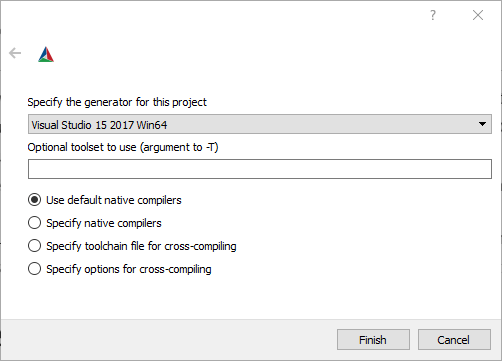 ?
Specify the generator for this project
Visual Studio 15 2017 Win64
Optional toolset to use (argument to -T)
Use default native compilers
Specify native compilers
Specify toolchain file for cross-compiling
Specify options for cross-compiling
Finish
Cancel